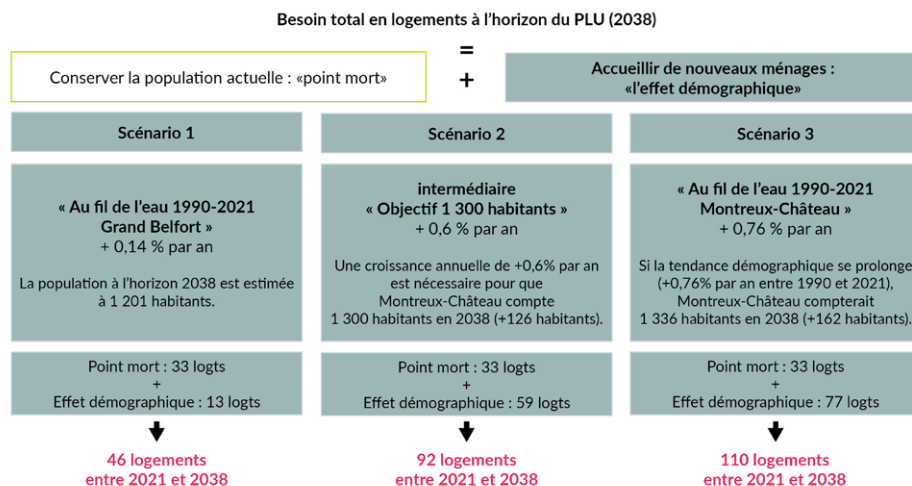 Besoin total en logements à l’horizon du PLU (2038)
=
Conserver la population actuelle : «point mort»
+
Accueillir de nouveaux ménages :
«l’effet démographique»
Scénario 1
« Au fil de l’eau 1990-2021
Grand Belfort »
+ 0,14 % par an
La population à l’horizon 2038 est estimée
à 1 201 habitants.
Point mort : 33 logts
+
Effet démographique : 13 logts
46 logements
entre 2021 et 2038
Scénario 2
intermédiaire
« Objectif 1 300 habitants »
+ 0,6 % par an
Une croissance annuelle de +0,6% par an
est nécessaire pour que
Montreux-Château compte
1 300 habitants en 2038 (+126 habitants).
Point mort : 33 logts
+
Effet démographique : 59 logts
92 logements
entre 2021 et 2038
Scénario 3
« Au fil de l’eau 1990-2021
Montreux-Château »
+ 0,76 % par an
Si la tendance démographique se prolonge
(+0,76% par an entre 1990 et 2021),
Montreux-Château compterait
1 336 habitants en 2038 (+162 habitants).
Point mort : 33 logts
+
Effet démographique : 77 logts
110 logements
entre 2021 et 2038